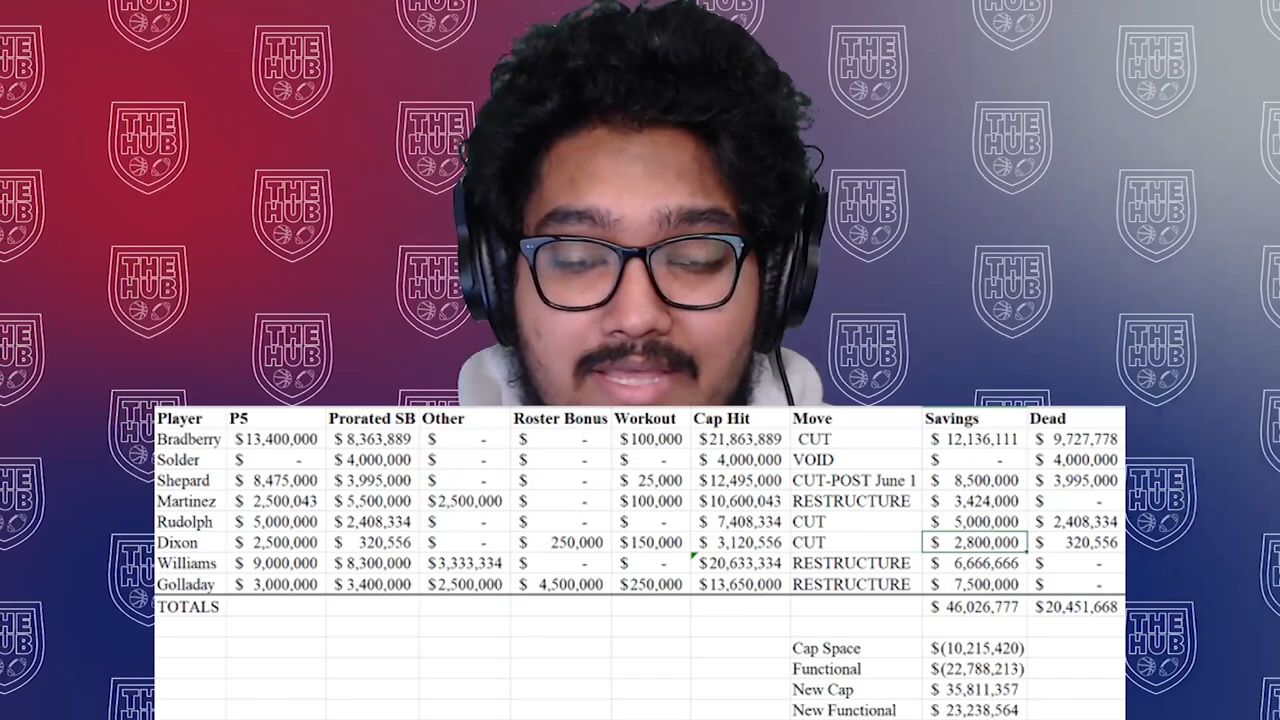 THE HUB
Player P5 Prorated SB Other Roster Bonus Workout Cap Hit Move Savings Dead
Bradberry $13,400,000 $ 8,363,889 $ - $ - $100,000 $21,863,889 CUT $ 12,136,111 $ 9,727,778
Solder $ - $ 4,000,000 $ - $ - $ - $ 4,000,000 VOID $ - $ 4,000,000
Shepard $ 8,475,000 $ 3,995,000 $ - $ - $ 25,000 $12,495,000 CUT-POST June 1 $ 8,500,000 $ 3,995,000
Martinez $ 2,500,043 $ 5,500,000 $2,500,000 $ - $100,000 $10,600,043 RESTRUCTURE $ 3,424,000 $ -
Rudolph $ 5,000,000 $ 2,408,334 $ - $ - $ - $ 7,408,334 CUT $ 5,000,000 $ 2,408,334
Dixon $ 2,500,000 $ 320,556 $ - $ 250,000 $150,000 $ 3,120,556 CUT $ 2,800,000 $ 320,556
Williams $ 9,000,000 $ 8,300,000 $3,333,334 $ - $ - $20,633,334 RESTRUCTURE $ 6,666,666 $ -
Golladay $ 3,000,000 $ 3,400,000 $2,500,000 $ 4,500,000 $250,000 $13,650,000 RESTRUCTURE $ 7,500,000 $ -
TOTALS $ 46,026,777 $20,451,668
Cap Space $(10,215,420)
Functional $(22,788,213)
New Cap $ 35,811,357
New Functional $ 23,238,564